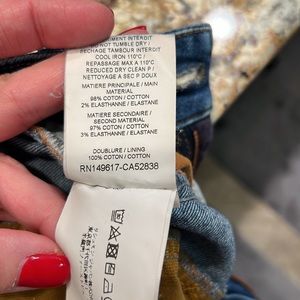 EMENT INTERDIT
NOT TUMBLE DRY /
SECHAGE TAMBOUR INTERDIT
COOL IRON 110°C /
REPASSAGE MAX A 110°C
REDUCED DRY CLEAN P /
NETTOYAGE A SEC P DOUX
MATIERE PRINCIPALE / MAIN
MATERIAL
98% COTON / COTTON
2% ELASTHANNE / ELASTHANE
MATIERE SECONDAIRE /
SECOND MATERIAL
97% COTON / COTTON
3% ELASTHANNE / ELASTHANE
DOUBLURE / LINING
100% COTON / COTTON
RN149617-CA52838